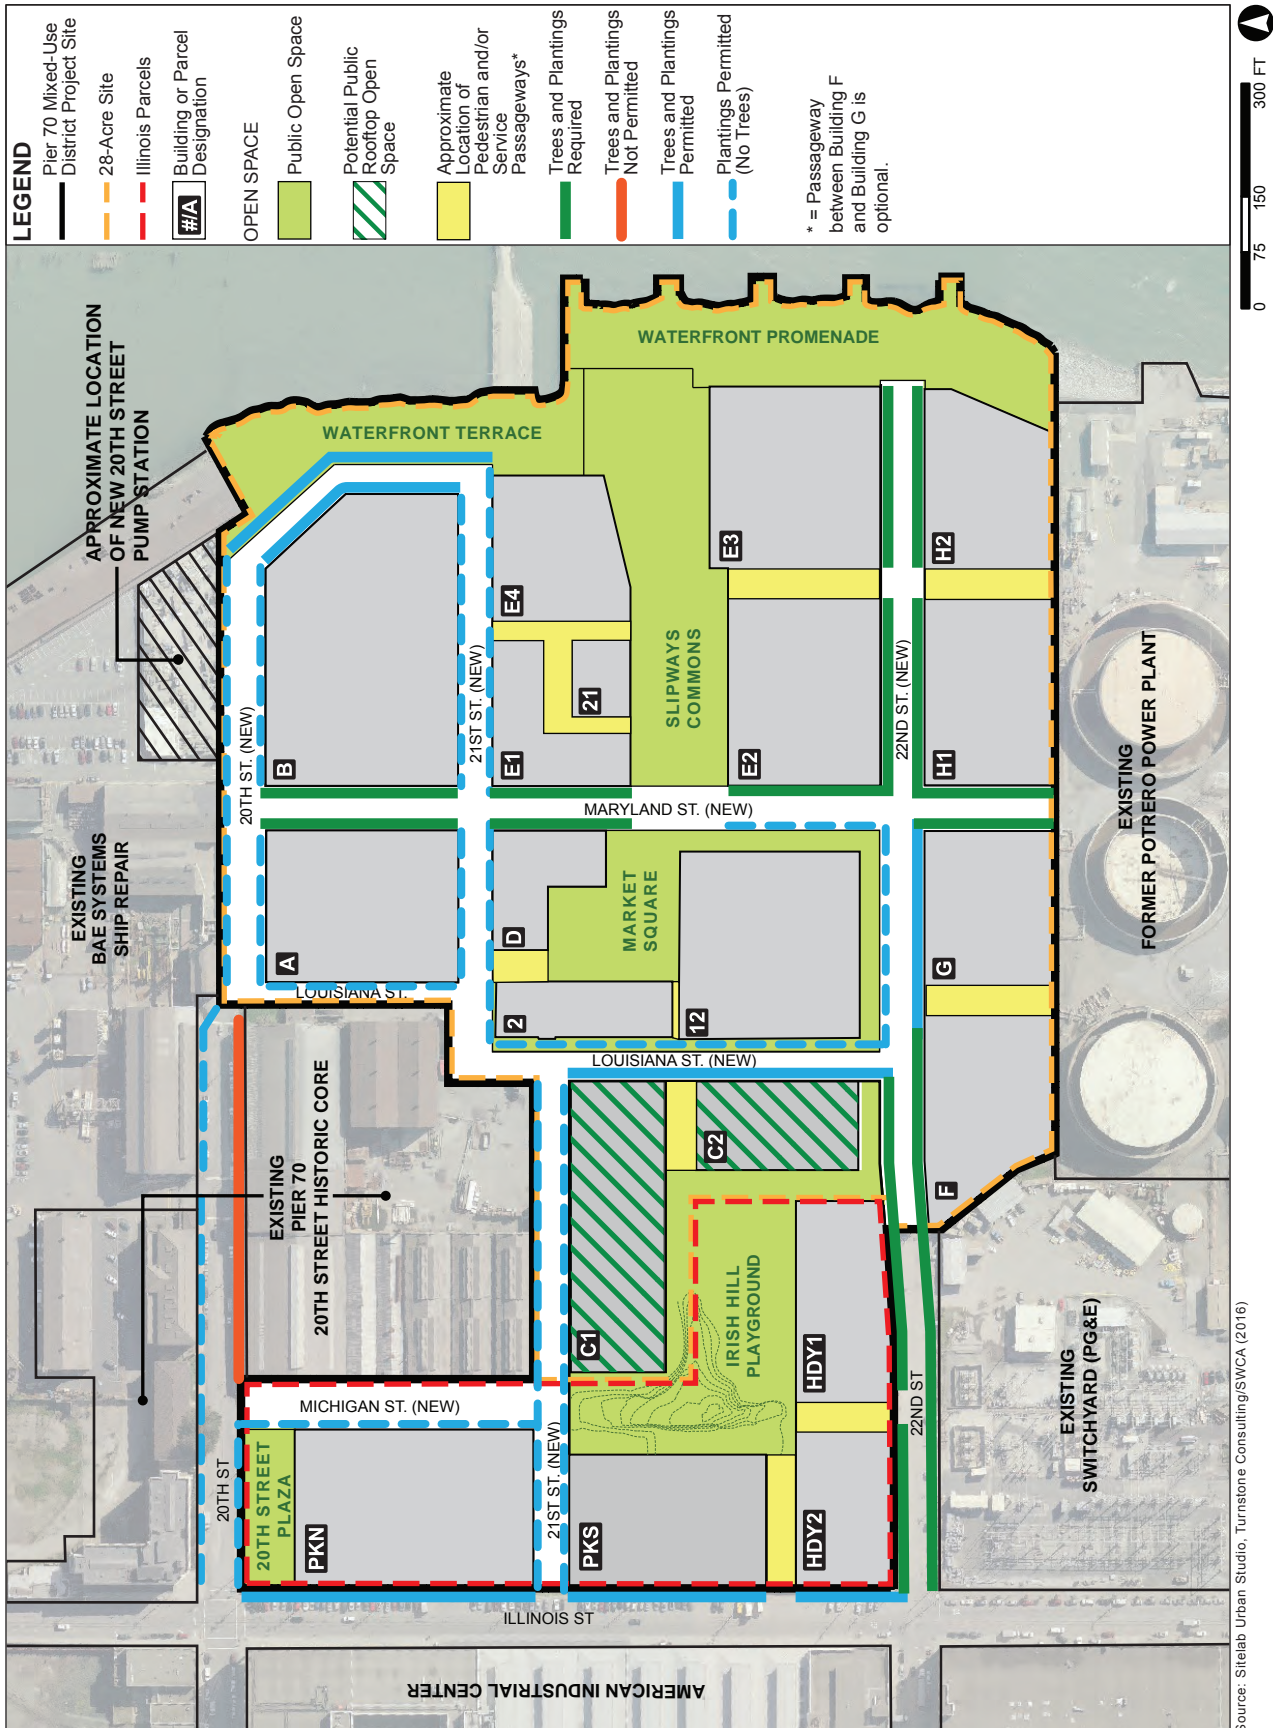 LEGEND
Pier 70 Mixed-Use
District Project Site
28-Acre Site
Illinois Parcels
#/A
Building or Parcel
Designation
OPEN SPACE
Public Open Space
Potential Public
Rooftop Open
Space
Approximate
Location of
Pedestrian and/or
Service
Passageways*
Trees and Plantings
Required
Trees and Plantings
Not Permitted
Trees and Plantings
Permitted
Plantings Permitted
(No Trees)
* = Passageway
between Building F
and Building G is
optional.
0
75
150
300 FT
APPROXIMATE LOCATION
OF NEW 20TH STREET
PUMP STATION
WATERFRONT TERRACE
WATERFRONT PROMENADE
EXISTING
BAE SYSTEMS
SHIP REPAIR
20TH ST. (NEW)
B
21ST ST. (NEW)
E4
E1
21
SLIPWAYS
COMMONS
E3
E2
22ND ST. (NEW)
H2
H1
EXISTING
FORMER POTRERO POWER PLANT
MARYLAND ST. (NEW)
A
LOUISIANA ST.
D
2
MARKET
SQUARE
12
G
F
LOUISIANA ST. (NEW)
EXISTING
PIER 70
20TH STREET HISTORIC CORE
C1
C2
IRISH HILL
PLAYGROUND
HDY1
HDY2
MICHIGAN ST. (NEW)
20TH ST
20TH STREET
PLAZA
PKN
21ST ST. (NEW)
PKS
22ND ST
EXISTING
SWITCHYARD (PG&E)
ILLINOIS ST
AMERICAN INDUSTRIAL CENTER
Source: Sitelab Urban Studio, Turnstone Consulting/SWCA (2016)